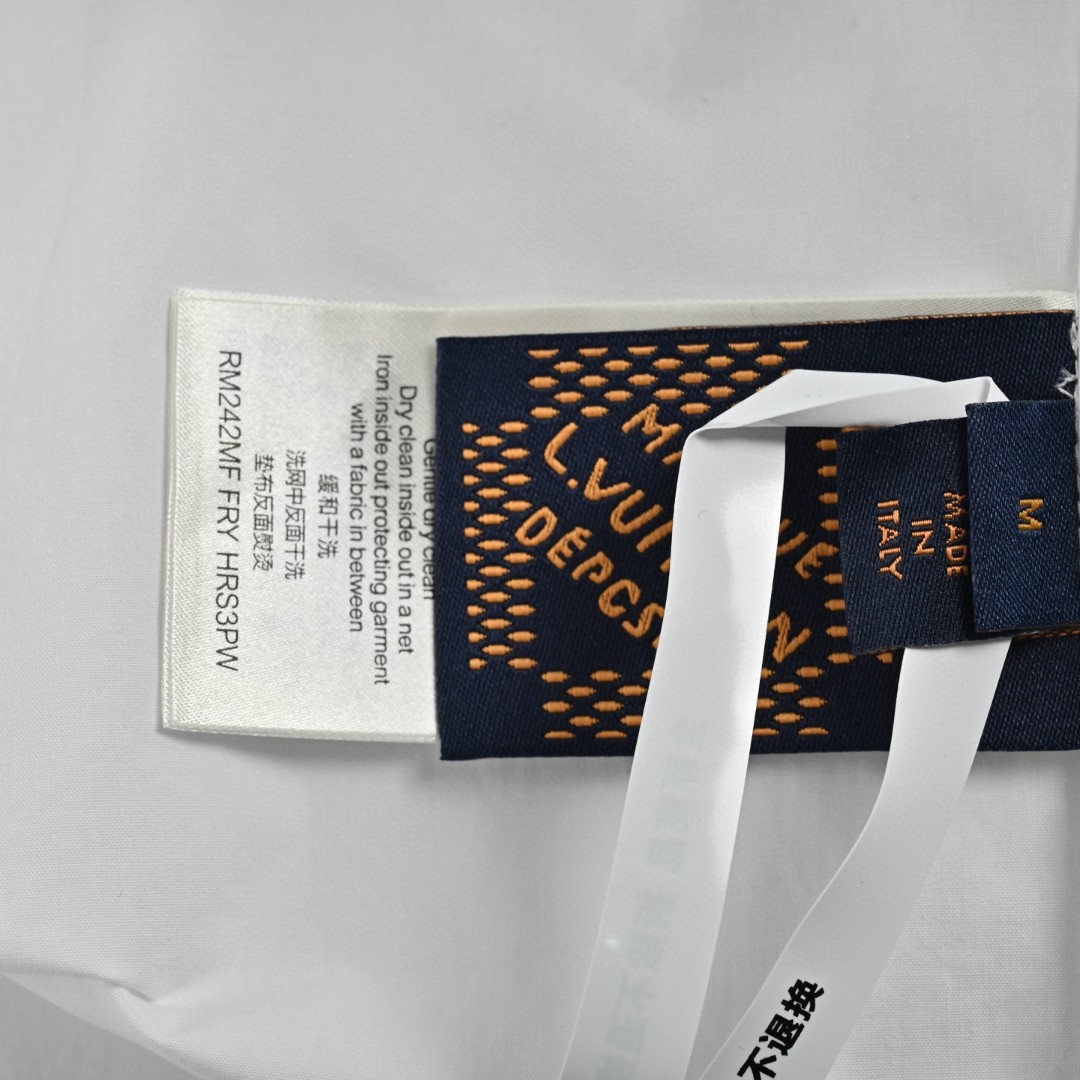 Gentle dry clean
Dry clean inside out in a net
Iron inside out protecting garment
with a fabric in between
缓和干洗
洗网中反面干洗
垫布反面熨烫
RM242MF FRY HRS3PW
L.VUI
DÉPOS
MADE
IN
ITALY
M
不退换